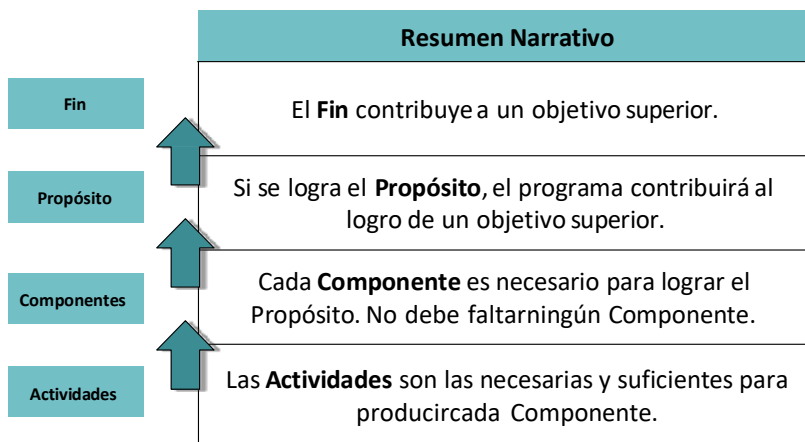 Resumen Narrativo
Fin
El Fin contribuye a un objetivo superior.
Propósito
Si se logra el Propósito, el programa contribuirá al
logro de un objetivo superior.
Componentes
Cada Componente es necesario para lograr el
Propósito. No debe faltarningún Componente.
Actividades
Las Actividades son las necesarias y suficientes para
producircada Componente.